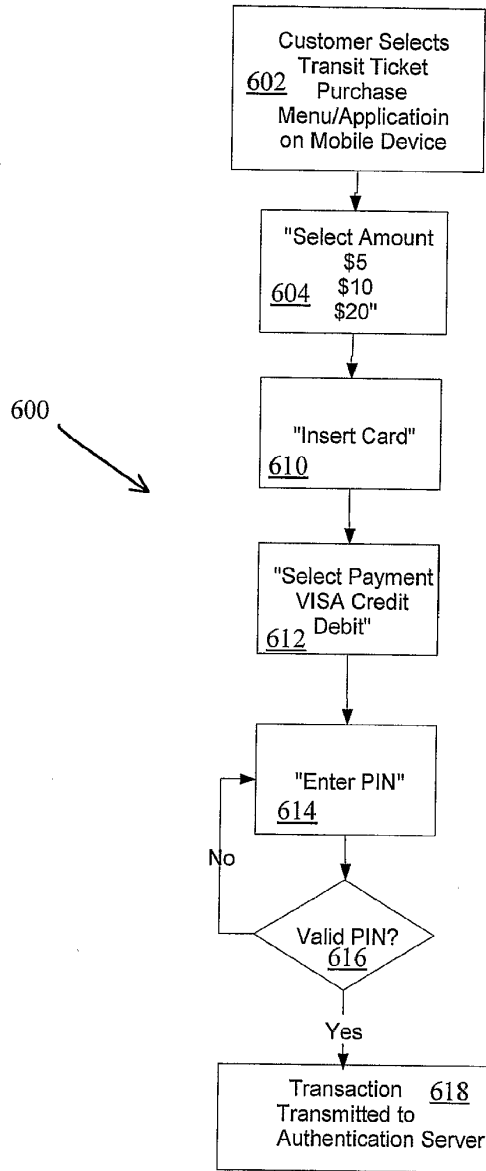 Customer Selects
602 Transit Ticket
Purchase
Menu/Applicatioin
on Mobile Device
"Select Amount
$5
604 $10
$20"
600
"Insert Card"
610
"Select Payment
VISA Credit
612 Debit"
"Enter PIN"
614
No
Valid PIN?
616
Yes
Transaction 618
Transmitted to
Authentication Server